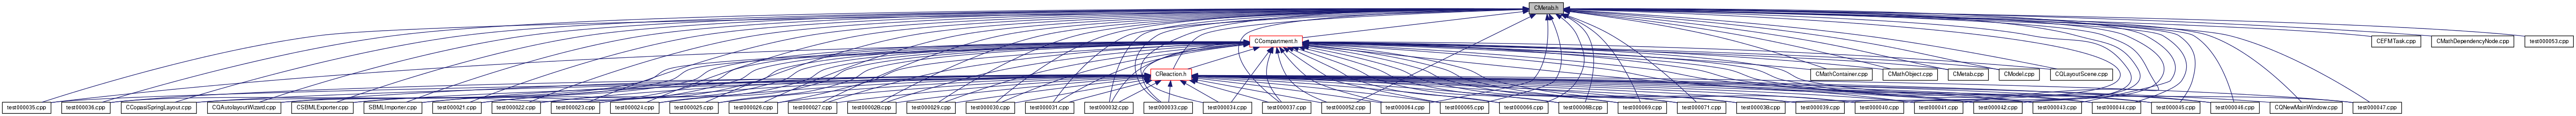 CMetab.h
CCompartment.h
CEFMTask.cpp
CMathDependencyNode.cpp
test000053.cpp
CReaction.h
CMathContainer.cpp
CMathObject.cpp
CMetab.cpp
CModel.cpp
CQLayoutScene.cpp
test000035.cpp
test000036.cpp
CCopasiSpringLayout.cpp
CQAutolayoutWizard.cpp
CSBMLExporter.cpp
SBMLImporter.cpp
test000021.cpp
test000022.cpp
test000023.cpp
test000024.cpp
test000025.cpp
test000026.cpp
test000027.cpp
test000028.cpp
test000029.cpp
test000030.cpp
test000031.cpp
test000032.cpp
test000033.cpp
test000034.cpp
test000037.cpp
test000052.cpp
test000064.cpp
test000065.cpp
test000066.cpp
test000068.cpp
test000069.cpp
test000071.cpp
test000038.cpp
test000039.cpp
test000040.cpp
test000041.cpp
test000042.cpp
test000043.cpp
test000044.cpp
test000045.cpp
test000046.cpp
CQNewMainWindow.cpp
test000047.cpp